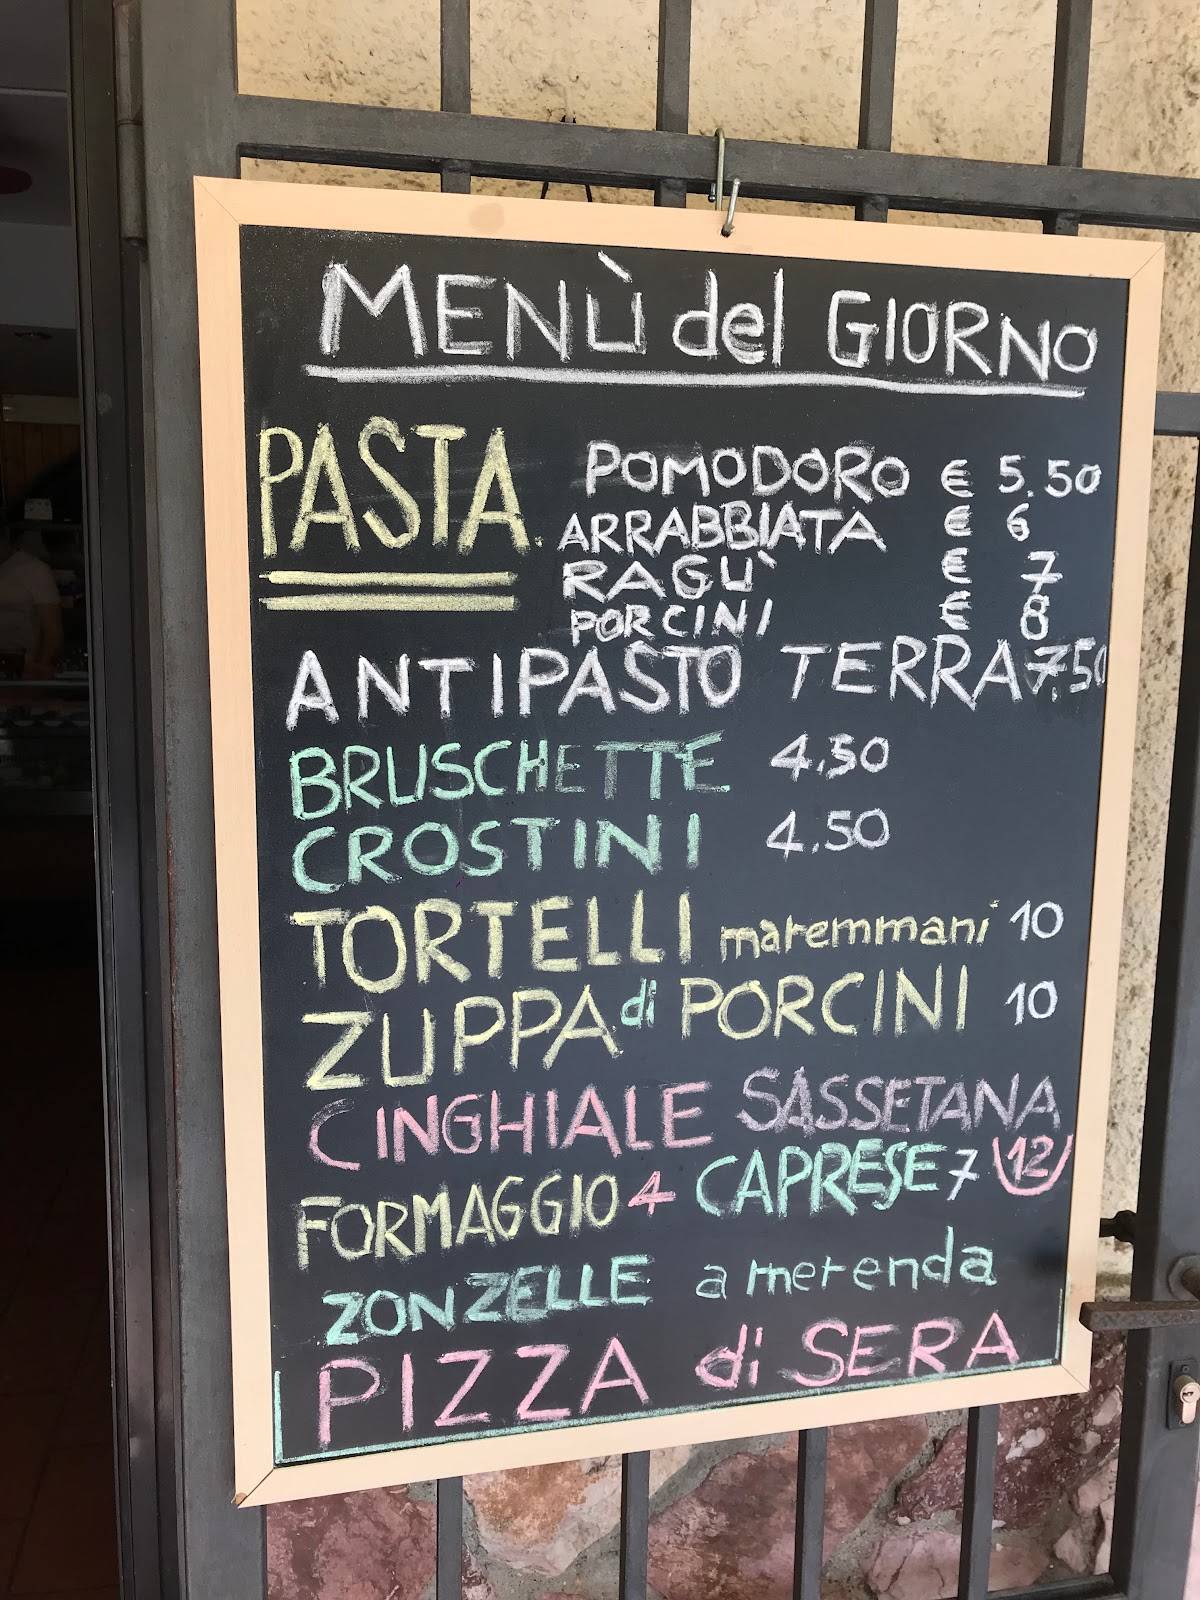 MENÙ del GIORNO
PASTA. POMODORO € 5.50
ARRABBIATA € 6
RAGÙ € 7
PORCINI € 8
ANTIPASTO TERRA 7,50
BRUSCHETTE 4.50
CROSTINI 4.50
TORTELLI maremmani 10
ZUPPA di PORCINI 10
CINGHIALE SASSETANA
12
FORMAGGIO 4 CAPRESE 7
ZONZELLE a merenda
PIZZA di SERA